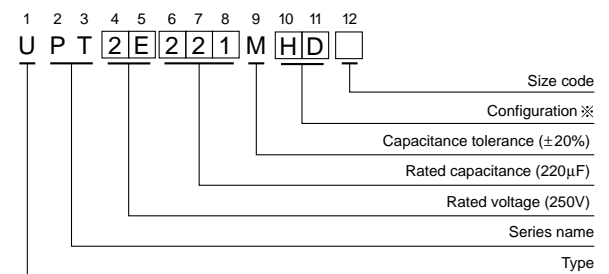 1 2 3 4 5 6 7 8 9 10 11 12
U P T 2 E 2 2 1 M H D
Size code
Configuration ※
Capacitance tolerance (±20%)
Rated capacitance (220µF)
Rated voltage (250V)
Series name
Type